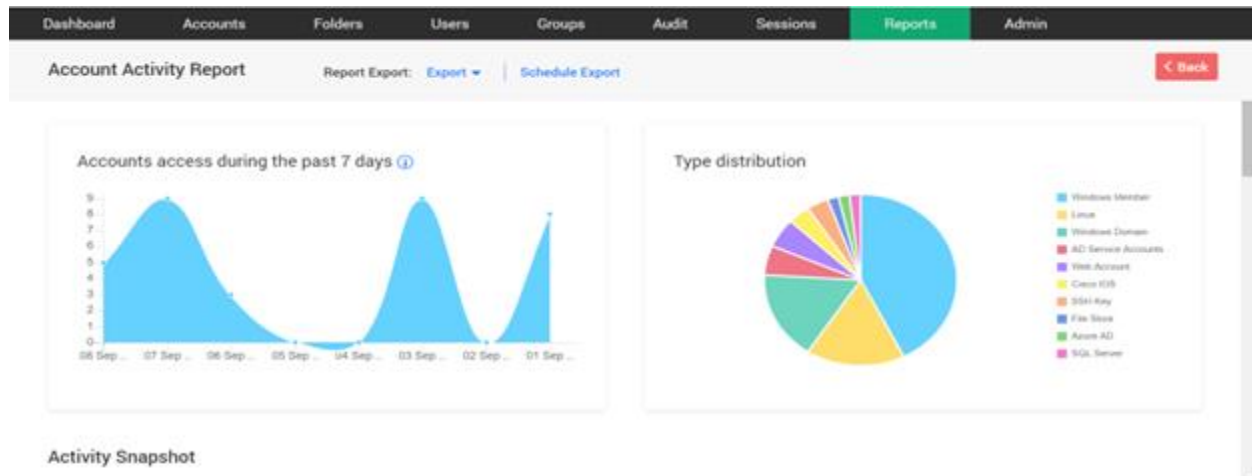 Dashboard Accounts Folders Users Groups Audit Sessions Reports Admin
Account Activity Report Report Export: Export Schedule Export < Back
Accounts access during the past 7 days
9
8
7
6
5
4
3
2
1
0
08 Sep ... 07 Sep ... 06 Sep ... 05 Sep ... 04 Sep ... 03 Sep ... 02 Sep ... 01 Sep ...
Type distribution
Windows Member
Linux
Windows Domain
AD Service Accounts
Web Account
Cisco IOS
SSH Key
File Store
Azure AD
SQL Server
Activity Snapshot